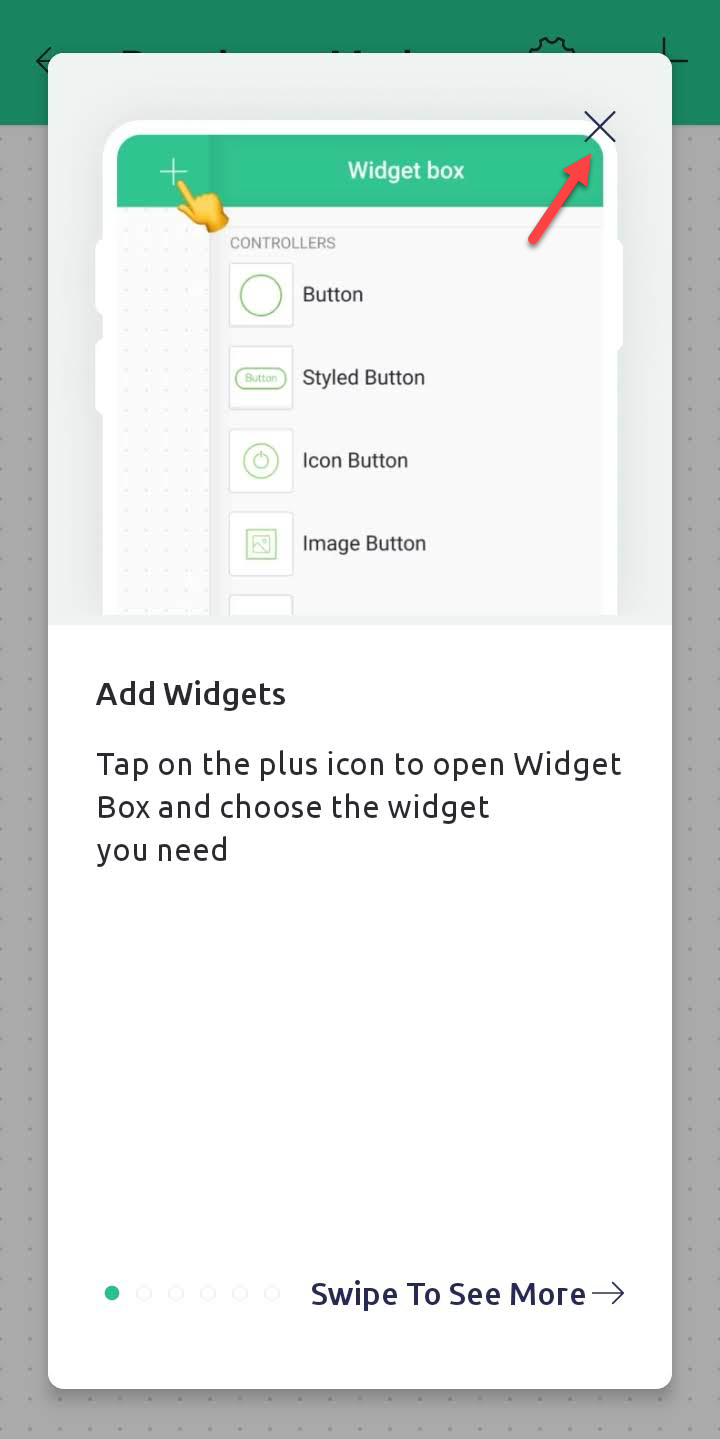 Widget box
CONTROLLERS
Button
Button
Styled Button
Icon Button
Image Button
Add Widgets
Tap on the plus icon to open Widget
Box and choose the widget
you need
Swipe To See More